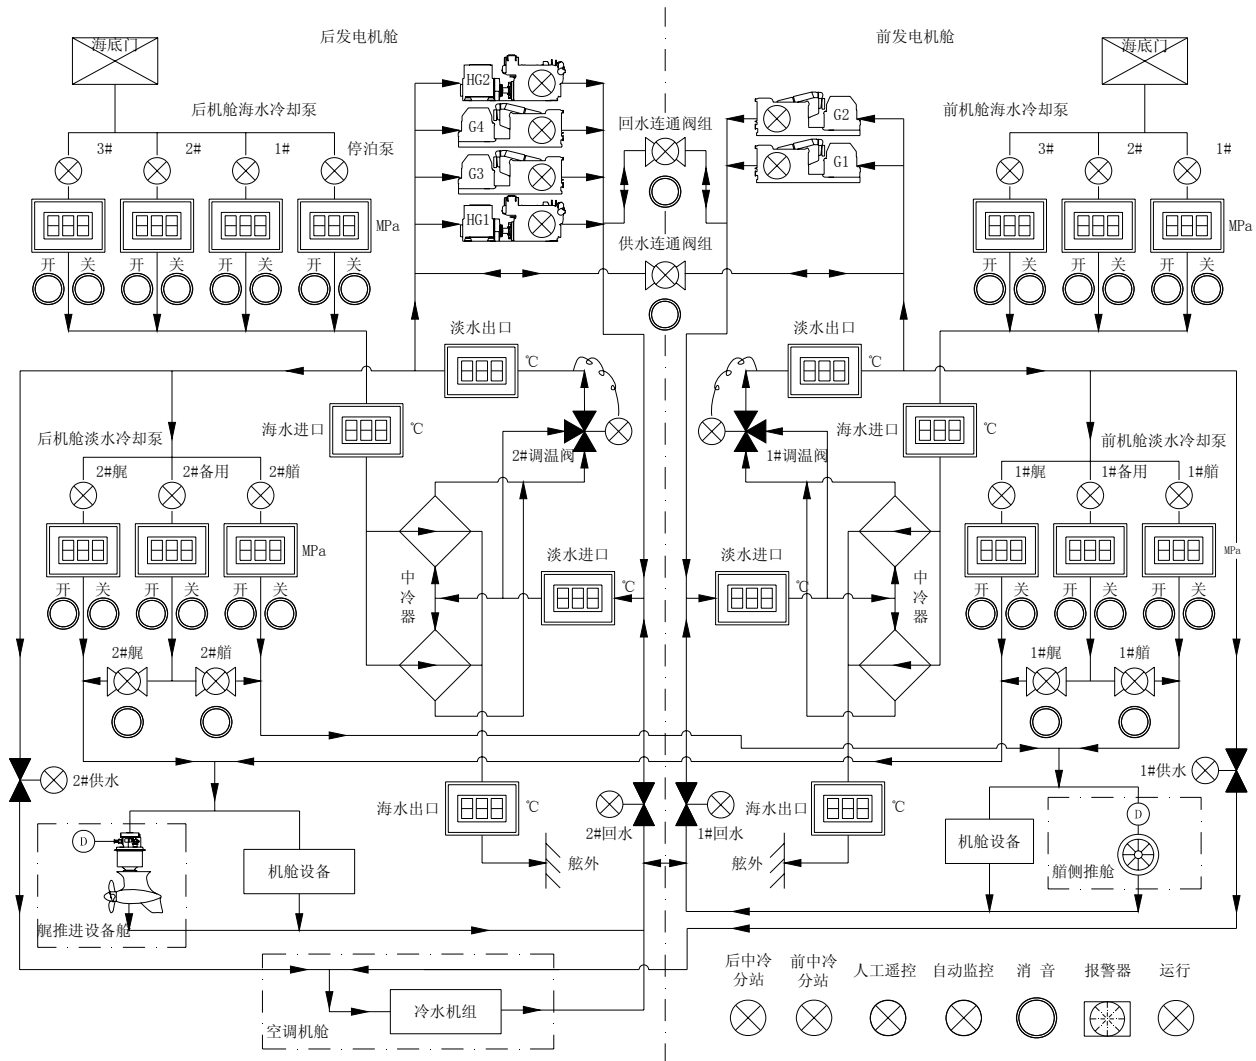 后发电机舱
前发电机舱
海底门
海底门
HG2
后机舱海水冷却泵
G4
回水连通阀组
G2
前机舱海水冷却泵
3#
2#
1#
停泊泵
G3
G1
3#
2#
1#
HG1
MPa
供水连通阀组
MPa
开
关
开
关
开
关
开
关
开
关
开
关
开
关
淡水出口
℃
淡水出口
℃
海水进口
℃
2#调温阀
1#调温阀
海水进口
℃
后机舱淡水冷却泵
前机舱淡水冷却泵
2#艉
2#备用
2#艏
1#艉
1#备用
1#艏
MPa
淡水进口
℃
淡水进口
℃
MPa
开
关
开
关
开
关
中冷器
中冷器
开
关
开
关
开
关
2#艉
2#艏
1#艉
1#艏
2#供水
1#供水
海水出口
℃
2#回水
1#回水
海水出口
℃
D
D
机舱设备
舷外
舷外
机舱设备
艏侧推舱
艉推进设备舱
空调机舱
冷水机组
后中冷
分站
前中冷
分站
人工遥控
自动监控
消 音
报警器
运行